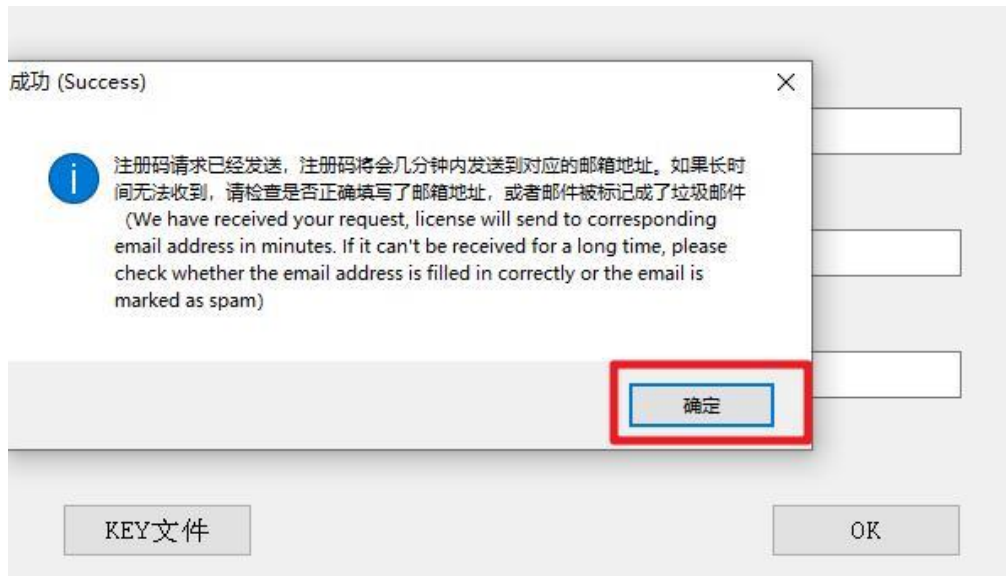 成功 (Success)
注册码请求已经发送，注册码将会几分钟内发送到对应的邮箱地址。如果长时
间无法收到，请检查是否正确填写了邮箱地址，或者邮件被标记成了垃圾邮件
（We have received your request, license will send to corresponding
email address in minutes. If it can't be received for a long time, please
check whether the email address is filled in correctly or the email is
marked as spam）
确定
KEY文件
OK